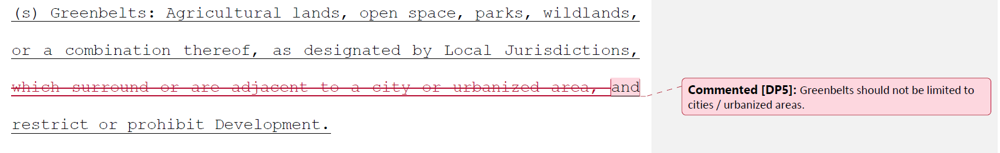 (s) Greenbelts: Agricultural lands, open space, parks, wildlands,
or a combination thereof, as designated by Local Jurisdictions,
which surround or are adjacent to a city or urbanized area, and
restrict or prohibit Development.
Commented [DP5]: Greenbelts should not be limited to
cities / urbanized areas.